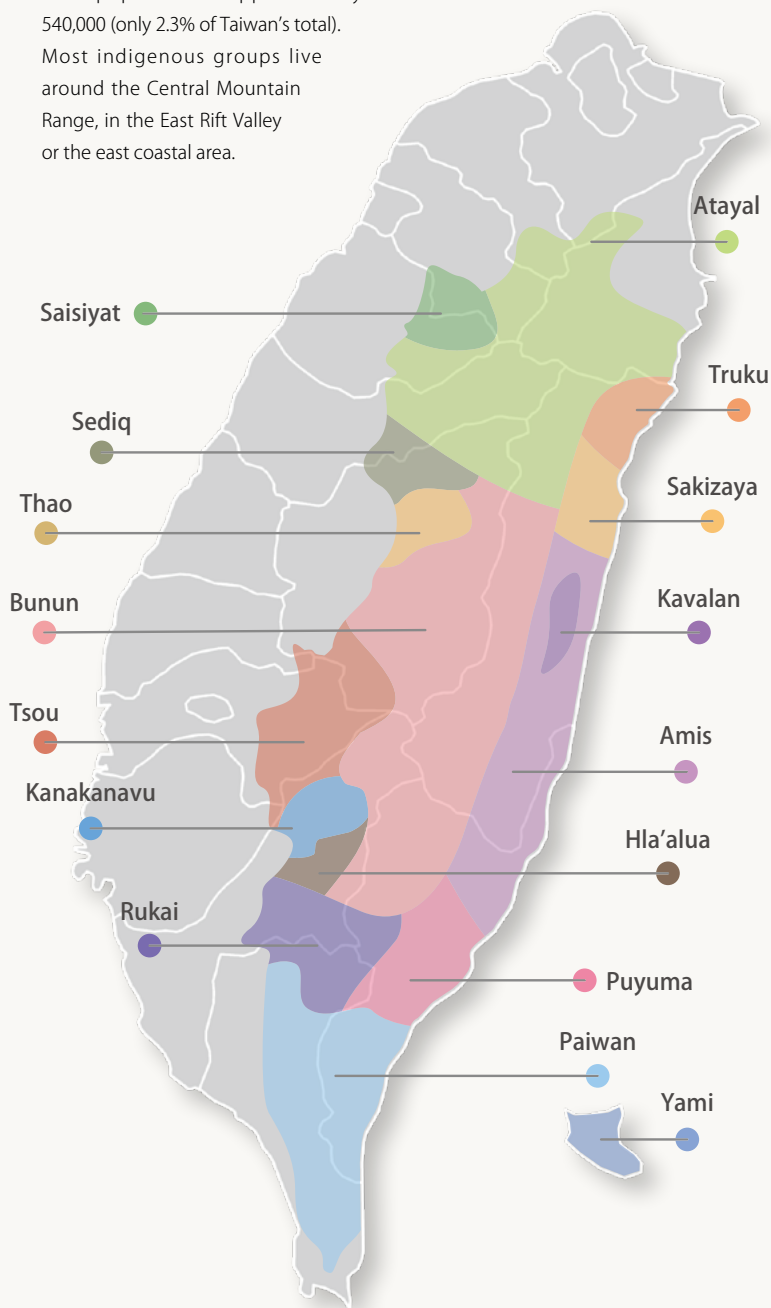 540,000 (only 2.3% of Taiwan’s total).
Most indigenous groups live
around the Central Mountain
Range, in the East Rift Valley
or the east coastal area.
Atayal
Saisiyat
Truku
Sediq
Sakizaya
Thao
Bunun
Kavalan
Tsou
Amis
Kanakanavu
Hla’alua
Rukai
Puyuma
Paiwan
Yami